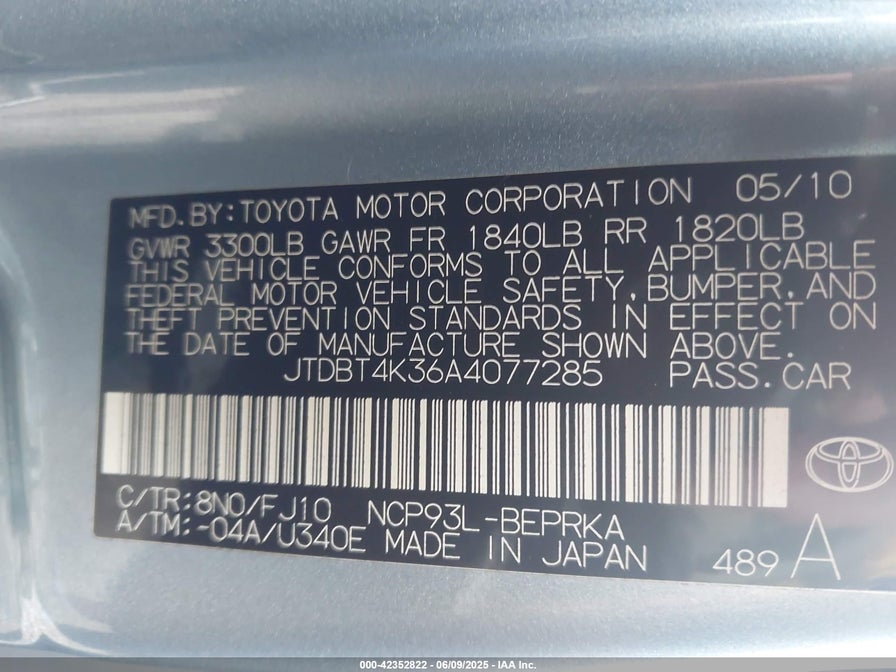 MFD.BY:TOYOTA MOTOR CORPORATION 05/10
GVWR 3300LB GAWR FR 1840LB RR 1820LB
THIS VEHICLE CONFORMS TO ALL APPLICABLE
FEDERAL MOTOR VEHICLE SAFETY,BUMPER,AND
THEFT PREVENTION STANDARDS IN EFFECT ON
THE DATE OF MANUFACTURE SHOWN ABOVE.
JTDBT4K36A4077285 PASS.CAR
C/TR:8N0/FJ10 NCP93L-BEPRKA
A/TM:-04A/U340E MADE IN JAPAN 489 A
000-42352822 - 06/09/2025 - IAA Inc.